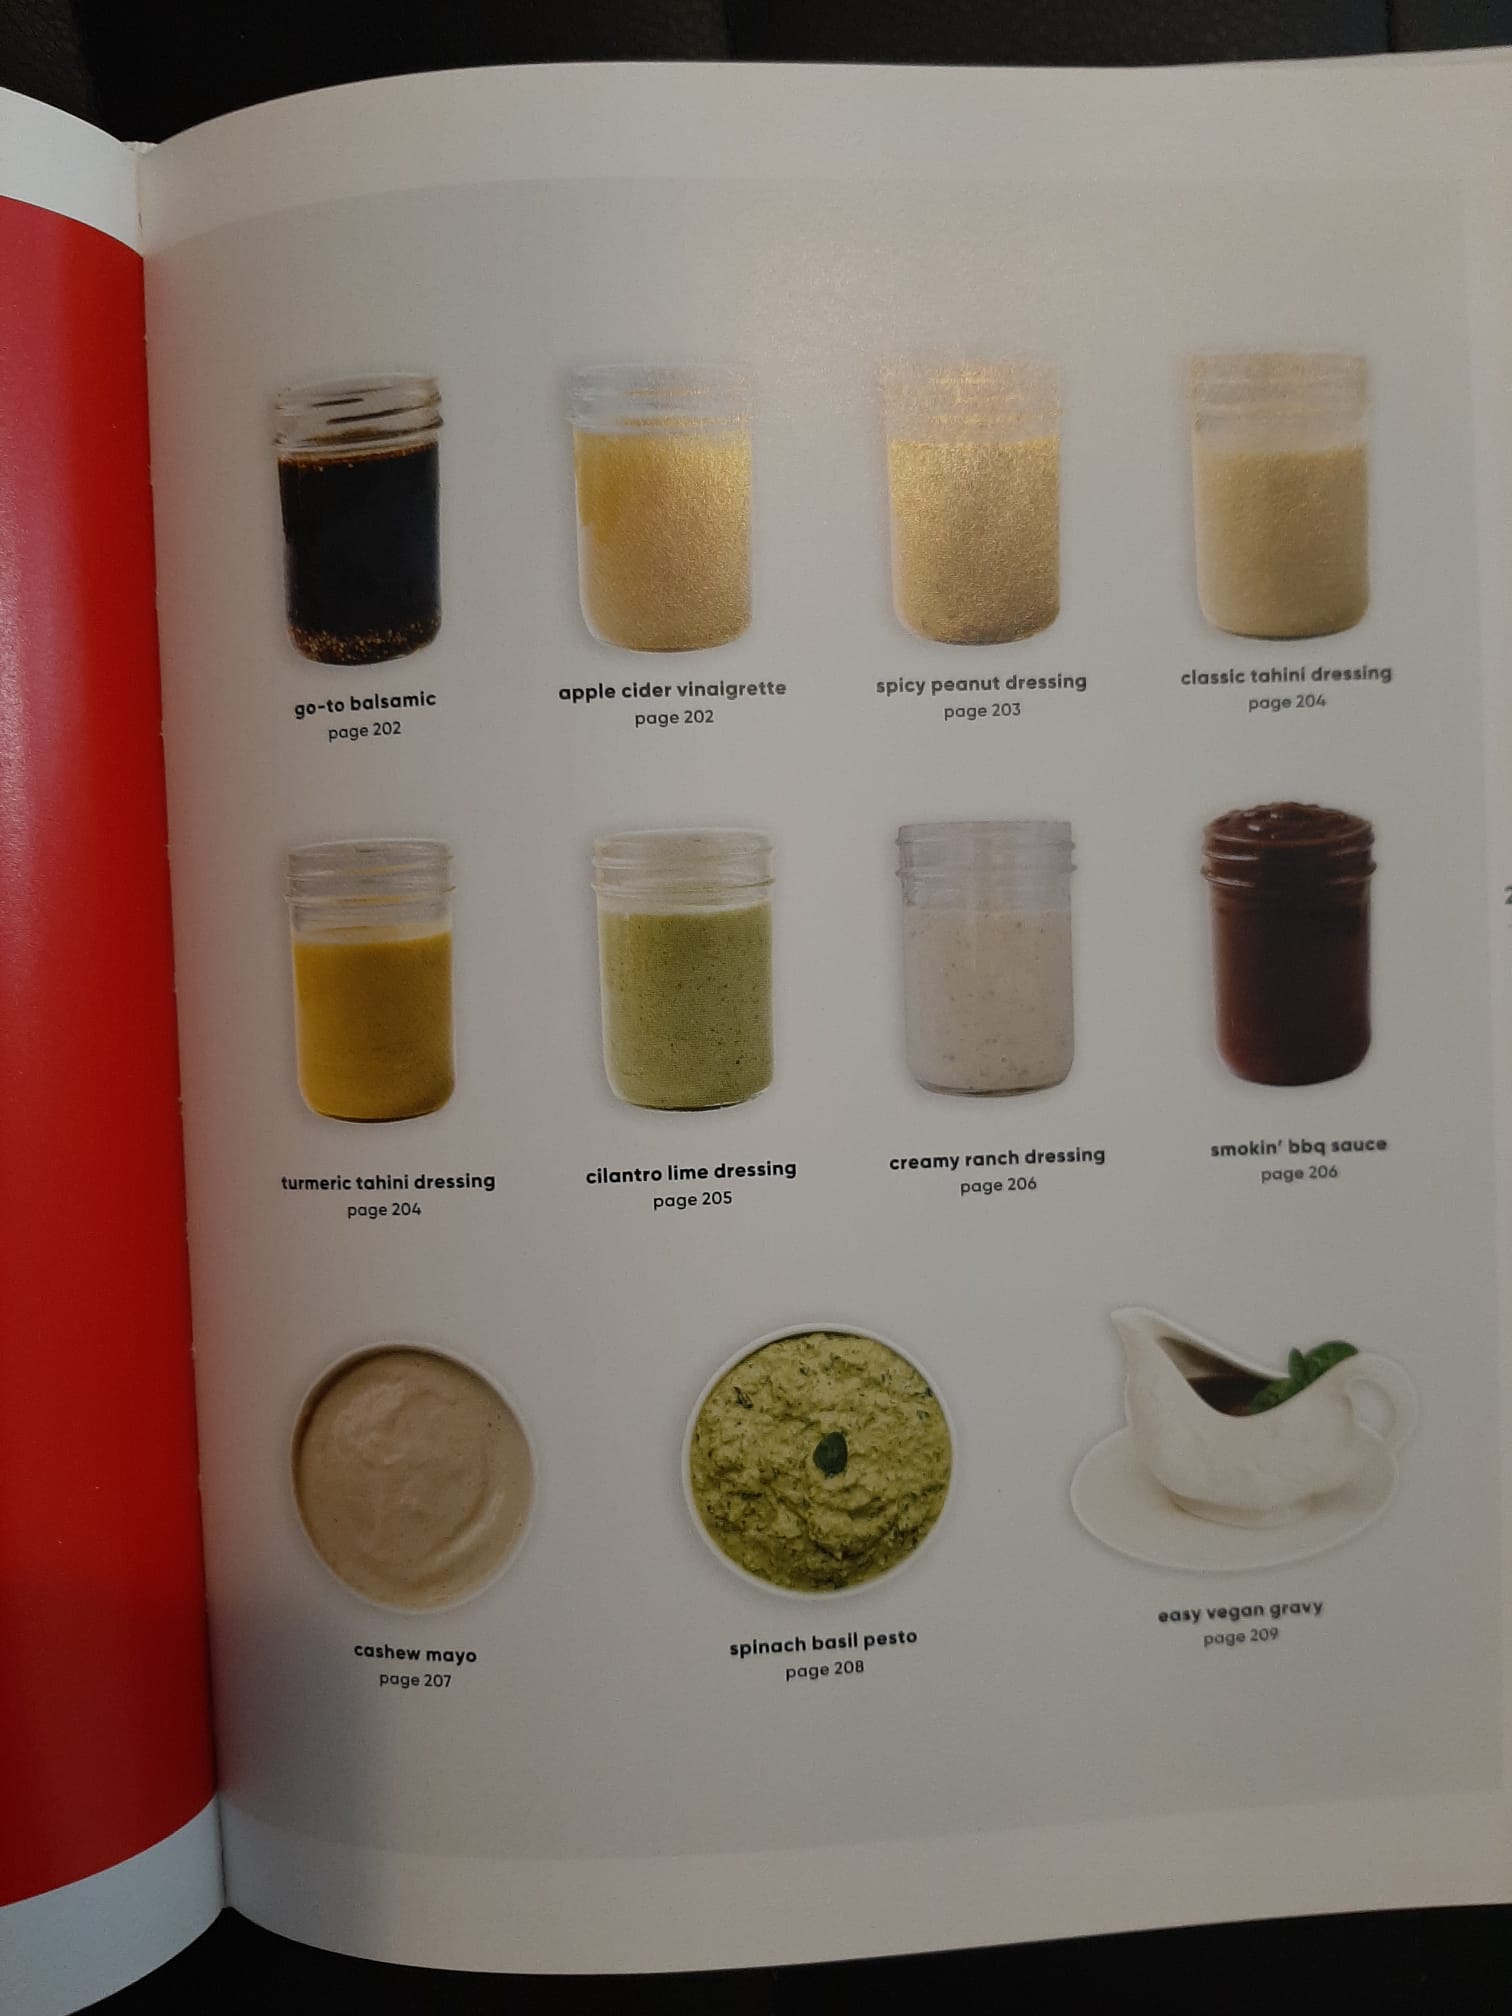 go-to balsamic
page 202
apple cider vinaigrette
page 202
spicy peanut dressing
page 203
classic tahini dressing
page 204
turmeric tahini dressing
page 204
cilantro lime dressing
page 205
creamy ranch dressing
page 206
smokin' bbq sauce
page 206
cashew mayo
page 207
spinach basil pesto
page 208
easy vegan gravy
page 209